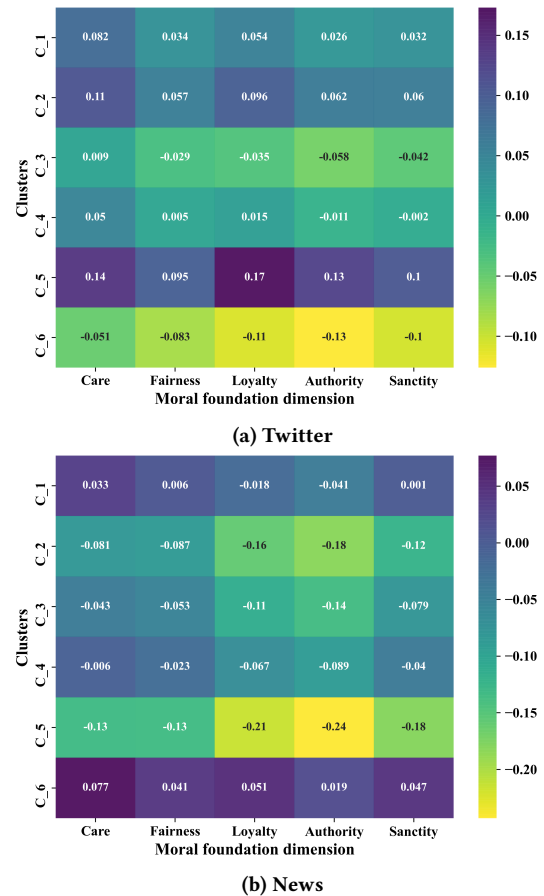 C_1 0.082 0.034 0.054 0.026 0.032 0.15
C_2 0.11 0.057 0.096 0.062 0.06 0.10
C_3 0.009 -0.029 -0.035 -0.058 -0.042 0.05
C_4 0.05 0.005 0.015 -0.011 -0.002 0.00
C_5 0.14 0.095 0.17 0.13 0.1 -0.05
C_6 -0.051 -0.083 -0.11 -0.13 -0.1 -0.10
Clusters
Care Fairness Loyalty Authority Sanctity
Moral foundation dimension
(a) Twitter
C_1 0.033 0.006 -0.018 -0.041 0.001 0.05
C_2 -0.081 -0.087 -0.16 -0.18 -0.12 0.00
C_3 -0.043 -0.053 -0.11 -0.14 -0.079 -0.05
C_4 -0.006 -0.023 -0.067 -0.089 -0.04 -0.10
C_5 -0.13 -0.13 -0.21 -0.24 -0.18 -0.15
C_6 0.077 0.041 0.051 0.019 0.047 -0.20
Clusters
Care Fairness Loyalty Authority Sanctity
Moral foundation dimension
(b) News